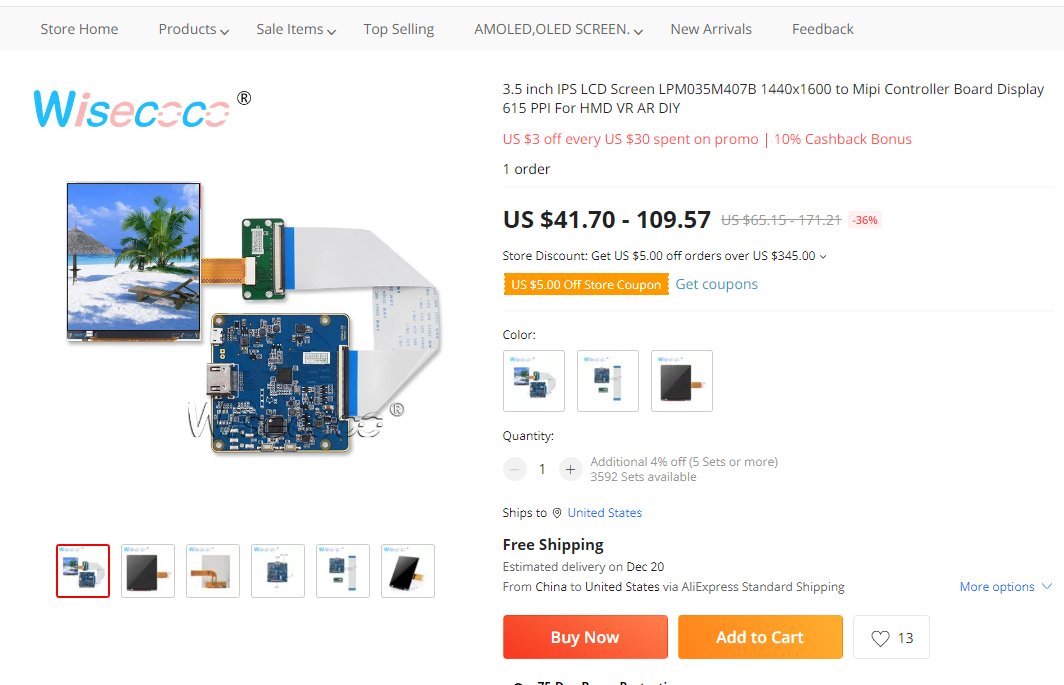 Store Home
Products
Sale Items
Top Selling
AMOLED,OLED SCREEN.
New Arrivals
Feedback
Wisecoco ®
3.5 inch IPS LCD Screen LPM035M407B 1440x1600 to Mipi Controller Board Display
615 PPI For HMD VR AR DIY
US $3 off every US $30 spent on promo | 10% Cashback Bonus
1 order
US $41.70 - 109.57 US $65.15 - 171.21 -36%
Store Discount: Get US $5.00 off orders over US $345.00
US $5.00 Off Store Coupon Get coupons
Color:
Wisecoco ®
Quantity:
1
Additional 4% off (5 Sets or more)
3592 Sets available
Ships to United States
Free Shipping
Estimated delivery on Dec 20
From China to United States via AliExpress Standard Shipping
More options
Buy Now
Add to Cart
13